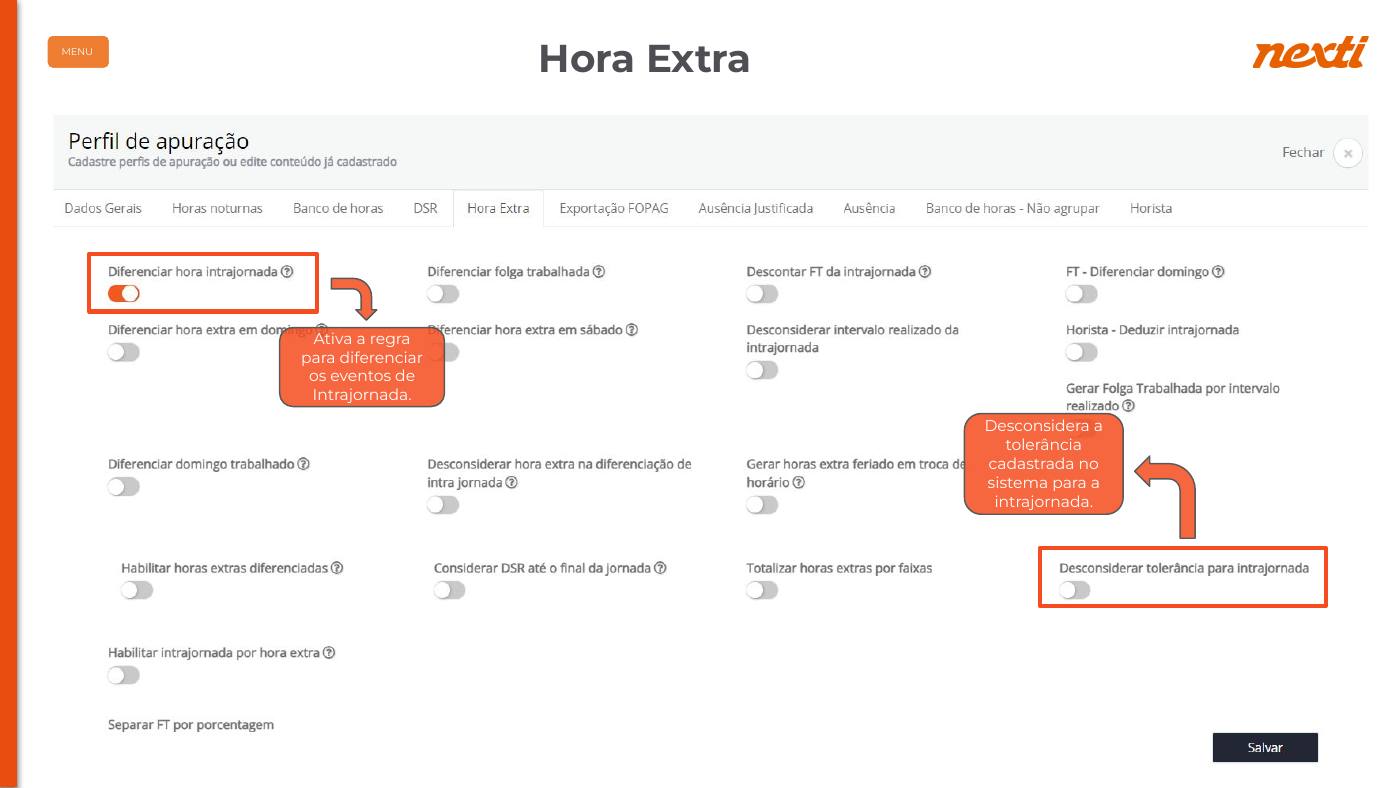 MENU
Hora Extra
nexti
Perfil de apuração
Cadastre perfis de apuração ou edite conteúdo já cadastrado
Fechar
Dados Gerais
Horas noturnas
Banco de horas
DSR
Hora Extra
Exportação FOPAG
Ausência Justificada
Ausência
Banco de horas - Não agrupar
Horista
Diferenciar hora intrajornada
Diferenciar folga trabalhada
Descontar FT da intrajornada
FT - Diferenciar domingo
Diferenciar hora extra em domingo
Ativa a regra
para diferenciar
os eventos de
Intrajornada.
Diferenciar hora extra em sábado
Desconsiderar intervalo realizado da
intrajornada
Horista - Deduzir intrajornada
Gerar Folga Trabalhada por intervalo
realizado
Desconsidera a
tolerância
cadastrada no
sistema para a
intrajornada.
Diferenciar domingo trabalhado
Desconsiderar hora extra na diferenciação de
intra jornada
Gerar horas extra feriado em troca de
horário
Habilitar horas extras diferenciadas
Considerar DSR até o final da jornada
Totalizar horas extras por faixas
Desconsiderar tolerância para intrajornada
Habilitar intrajornada por hora extra
Separar FT por porcentagem
Salvar